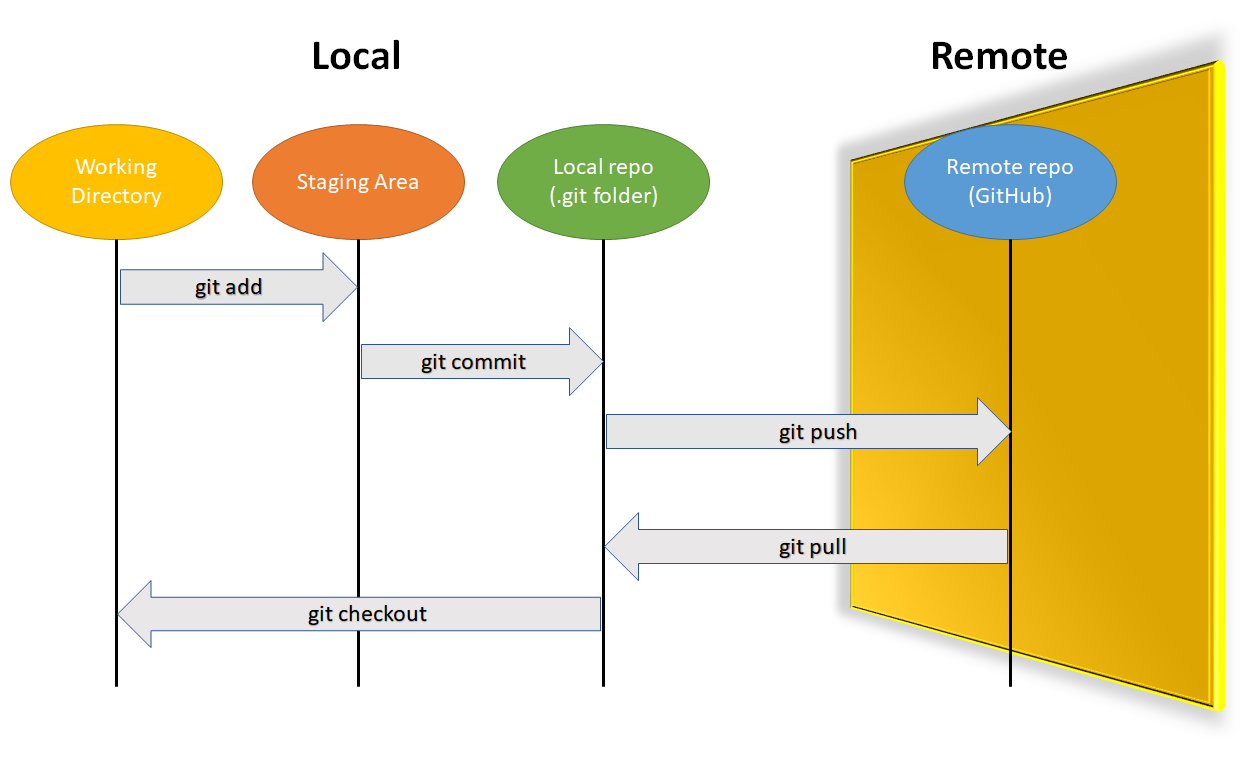 Local
Remote
Working
Directory
Staging Area
Local repo
(.git folder)
Remote repo
(GitHub)
git add
git commit
git push
git pull
git checkout